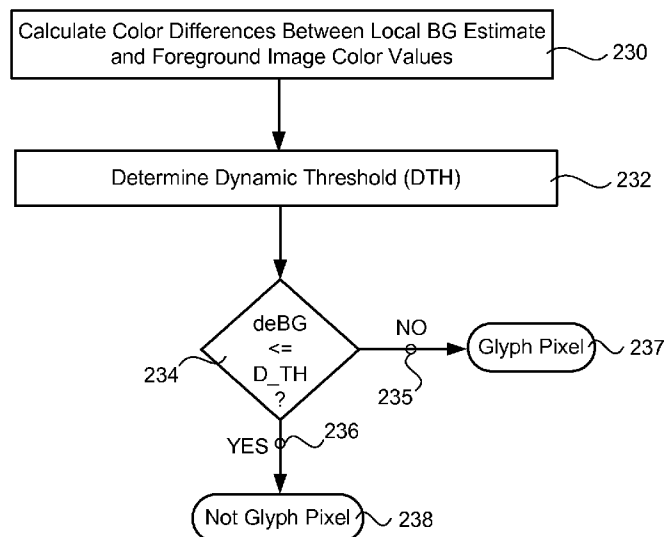 Calculate Color Differences Between Local BG Estimate
and Foreground Image Color Values
230
Determine Dynamic Threshold (DTH)
232
deBG
<=
D_TH
?
234
NO
235
Glyph Pixel
237
YES
236
Not Glyph Pixel
238